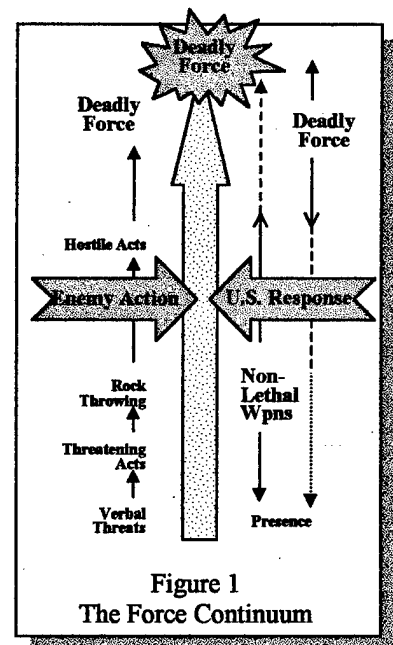 Deadly
Force
Deadly
Force
Deadly
Force
Hostile Acts
Enemy Action
U.S. Response
Rock
Throwing
Non-
Lethal
Wpns
Threatening
Acts
Verbal
Threats
Presence
Figure 1
The Force Continuum